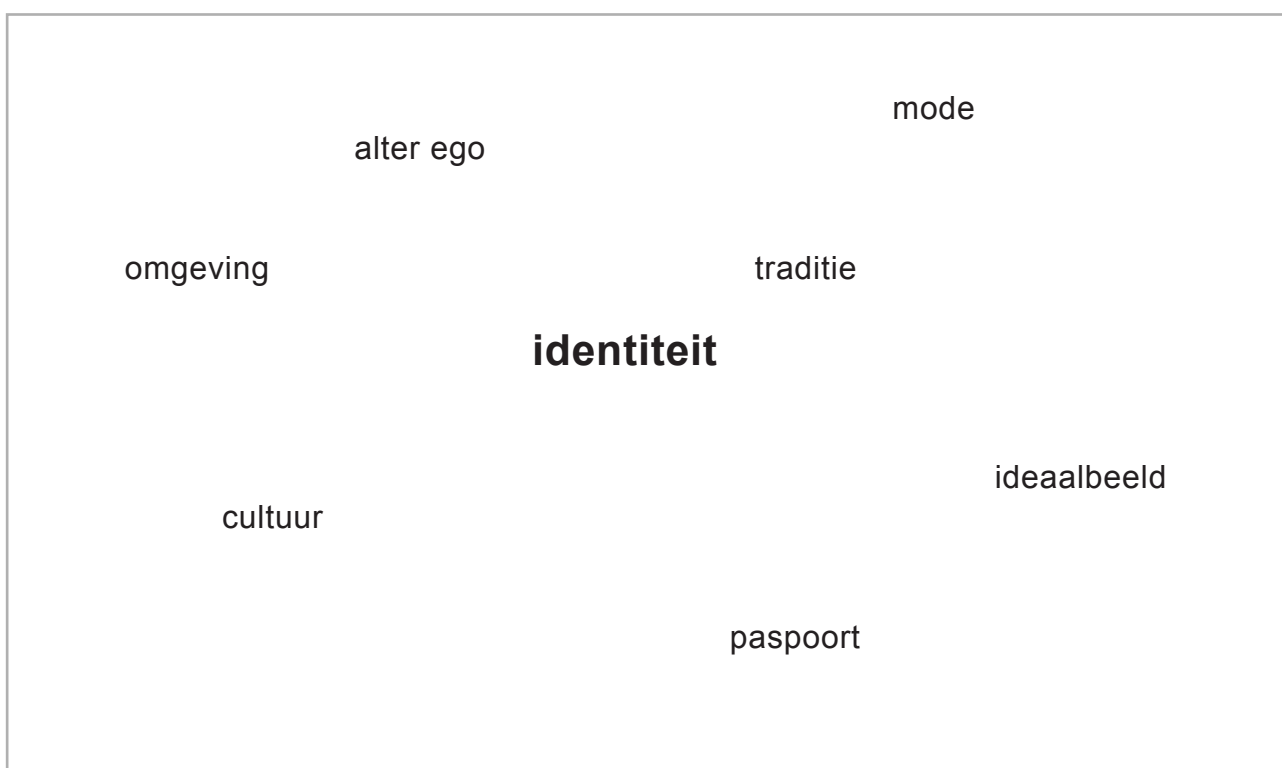 mode
alter ego
omgeving
traditie
identiteit
ideaalbeeld
cultuur
paspoort